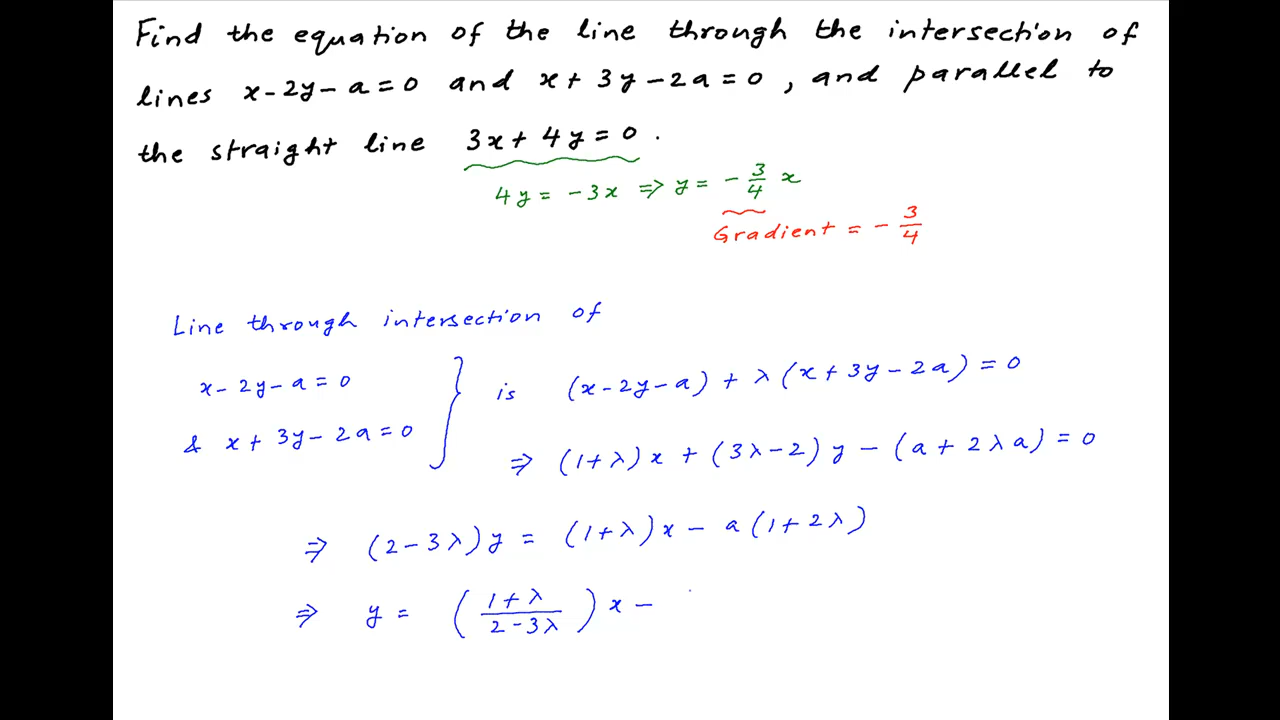 Find the equation of the line through the intersection of
lines x - 2y - a = 0 and x + 3y - 2a = 0 , and parallel to
the straight line 3x + 4y = 0 .
4y = - 3x ⇒ y = - 3/4 x
Gradient = - 3/4
Line through intersection of
x - 2y - a = 0
& x + 3y - 2a = 0 } is (x - 2y - a) + λ (x + 3y - 2a) = 0
⇒ (1 + λ) x + (3λ - 2) y - (a + 2λa) = 0
⇒ (2 - 3λ) y = (1 + λ) x - a (1 + 2λ)
⇒ y = ( (1 + λ)/(2 - 3λ) ) x -